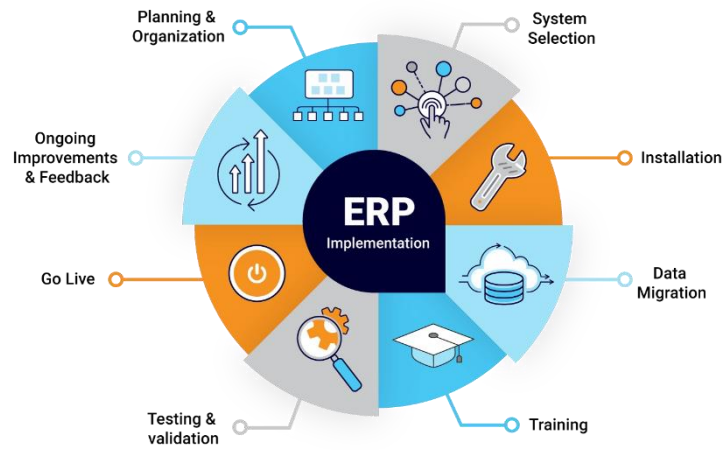 Planning &
Organization
System
Selection
Installation
Data
Migration
Training
Testing &
validation
Go Live
Ongoing
Improvements
& Feedback
ERP
Implementation